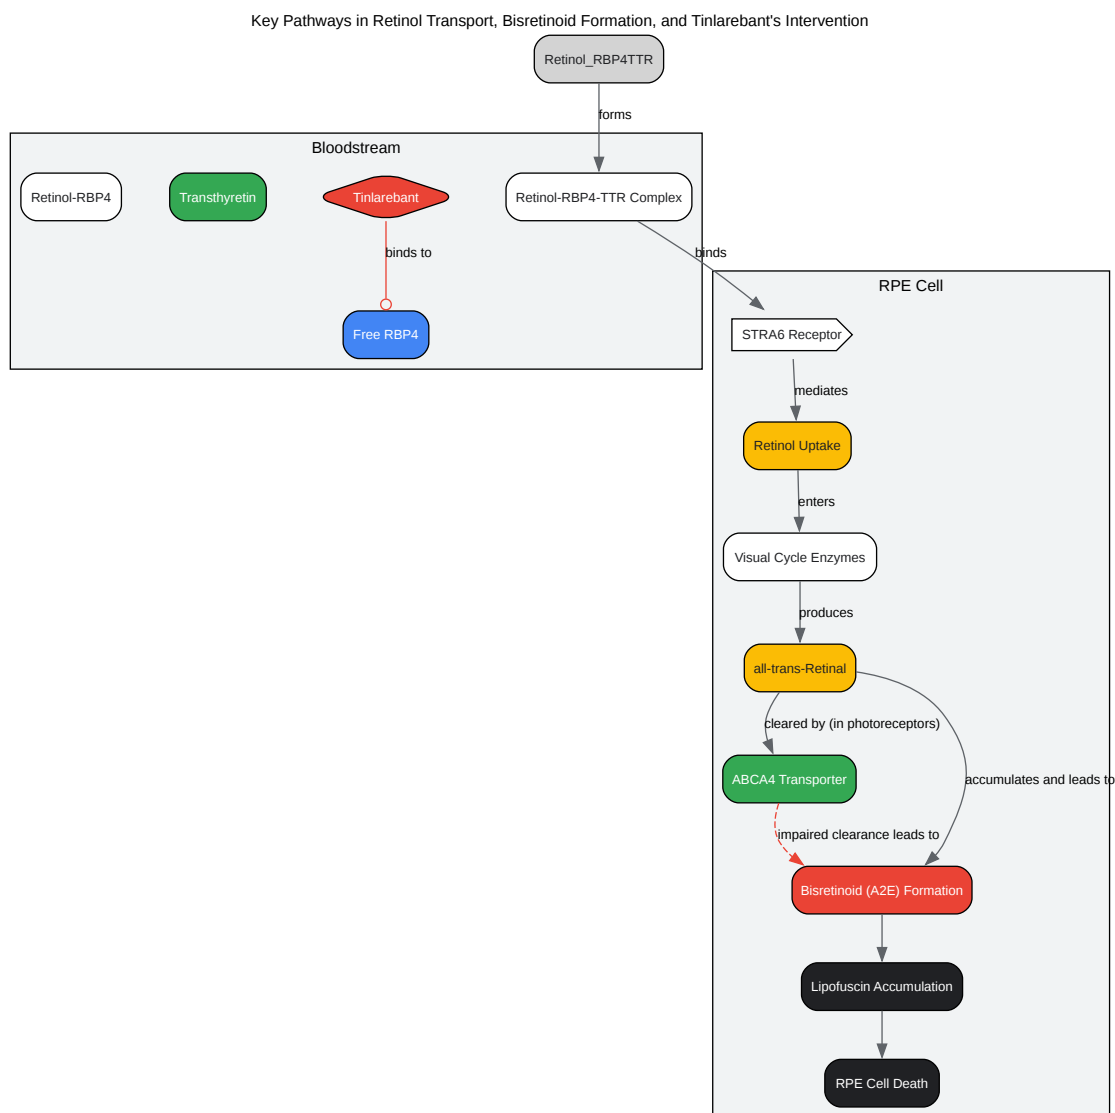 Key Pathways in Retinol Transport, Bisretinoid Formation, and Tinlarebant's Intervention
Retinol_RBP4TTR
forms
Bloodstream
Retinol-RBP4
Transthyretin
Tinlarebant
Retinol-RBP4-TTR Complex
binds to
binds
Free RBP4
RPE Cell
STRA6 Receptor
mediates
Retinol Uptake
enters
Visual Cycle Enzymes
produces
all-trans-Retinal
cleared by (in photoreceptors)
ABCA4 Transporter
accumulates and leads to
impaired clearance leads to
Bisretinoid (A2E) Formation
Lipofuscin Accumulation
RPE Cell Death